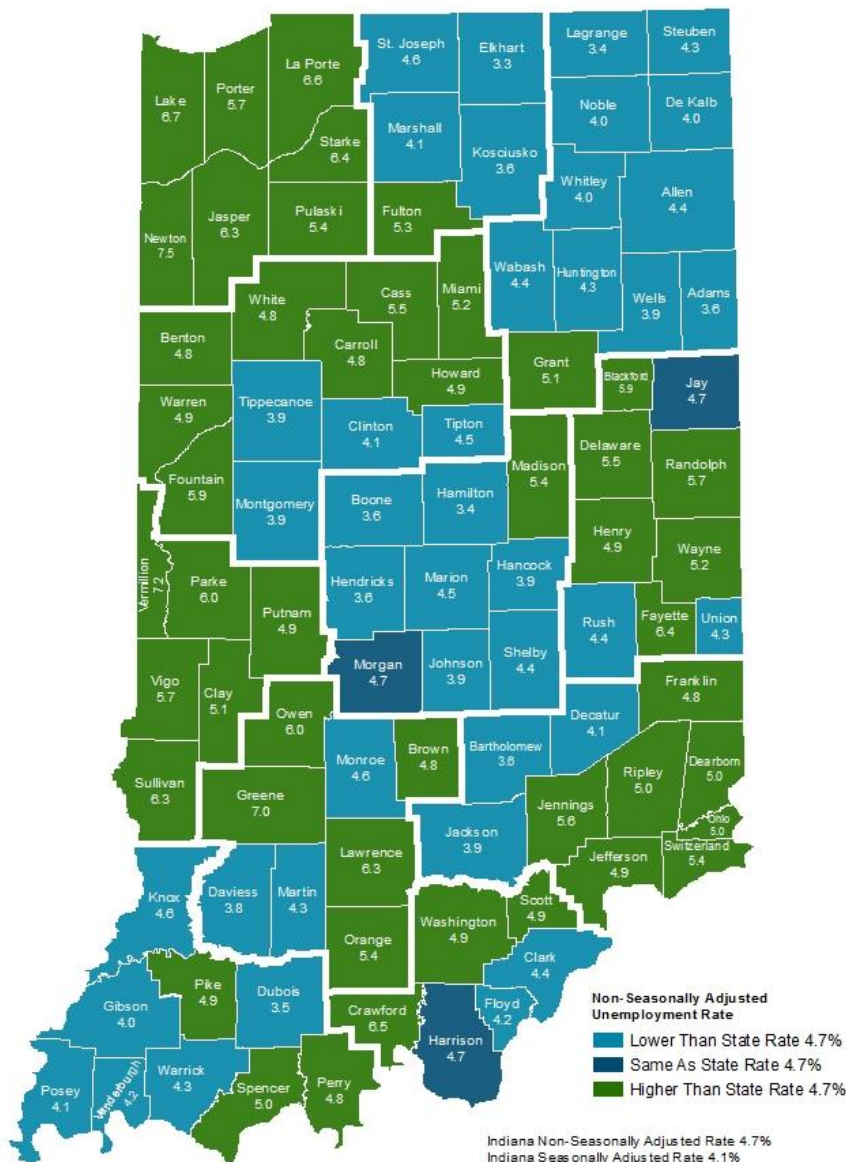 St. Joseph
4.6
Elkhart
3.3
Lagrange
3.4
Steuben
4.3
La Porte
6.6
Porter
5.7
Lake
6.7
Noble
4.0
De Kalb
4.0
Marshall
4.1
Starke
6.4
Kosciusko
3.6
Whitley
4.0
Allen
4.4
Newton
7.5
Jasper
6.3
Pulaski
5.4
Fulton
5.3
Wabash
4.4
Huntington
4.3
Wells
3.9
Adams
3.6
White
4.8
Cass
5.5
Miami
5.2
Benton
4.8
Carroll
4.8
Howard
4.9
Grant
5.1
Blackford
5.9
Jay
4.7
Warren
4.9
Tippecanoe
3.9
Clinton
4.1
Tipton
4.5
Madison
5.4
Delaware
5.5
Randolph
5.7
Fountain
5.9
Montgomery
3.9
Boone
3.6
Hamilton
3.4
Henry
4.9
Wayne
5.2
Vermillion
7.2
Parke
6.0
Putnam
4.9
Hendricks
3.6
Marion
4.5
Hancock
3.9
Rush
4.4
Fayette
6.4
Union
4.3
Vigo
5.7
Clay
5.1
Morgan
4.7
Johnson
3.9
Shelby
4.4
Franklin
4.8
Owen
6.0
Decatur
4.1
Sullivan
6.3
Greene
7.0
Monroe
4.6
Brown
4.8
Bartholomew
3.6
Jennings
5.6
Ripley
5.0
Dearborn
5.0
Ohio
5.0
Lawrence
6.3
Jackson
3.9
Jefferson
4.9
Switzerland
5.4
Knox
4.6
Daviess
3.8
Martin
4.3
Orange
5.4
Washington
4.9
Scott
4.9
Clark
4.4
Gibson
4.0
Pike
4.9
Dubois
3.5
Crawford
6.5
Harrison
4.7
Floyd
4.2
Posey
4.1
Vanderburgh
4.2
Warrick
4.3
Spencer
5.0
Perry
4.8
Non-Seasonally Adjusted
Unemployment Rate
Lower Than State Rate 4.7%
Same As State Rate 4.7%
Higher Than State Rate 4.7%
Indiana Non-Seasonally Adjusted Rate 4.7%
Indiana Seasonally Adjusted Rate 4.1%